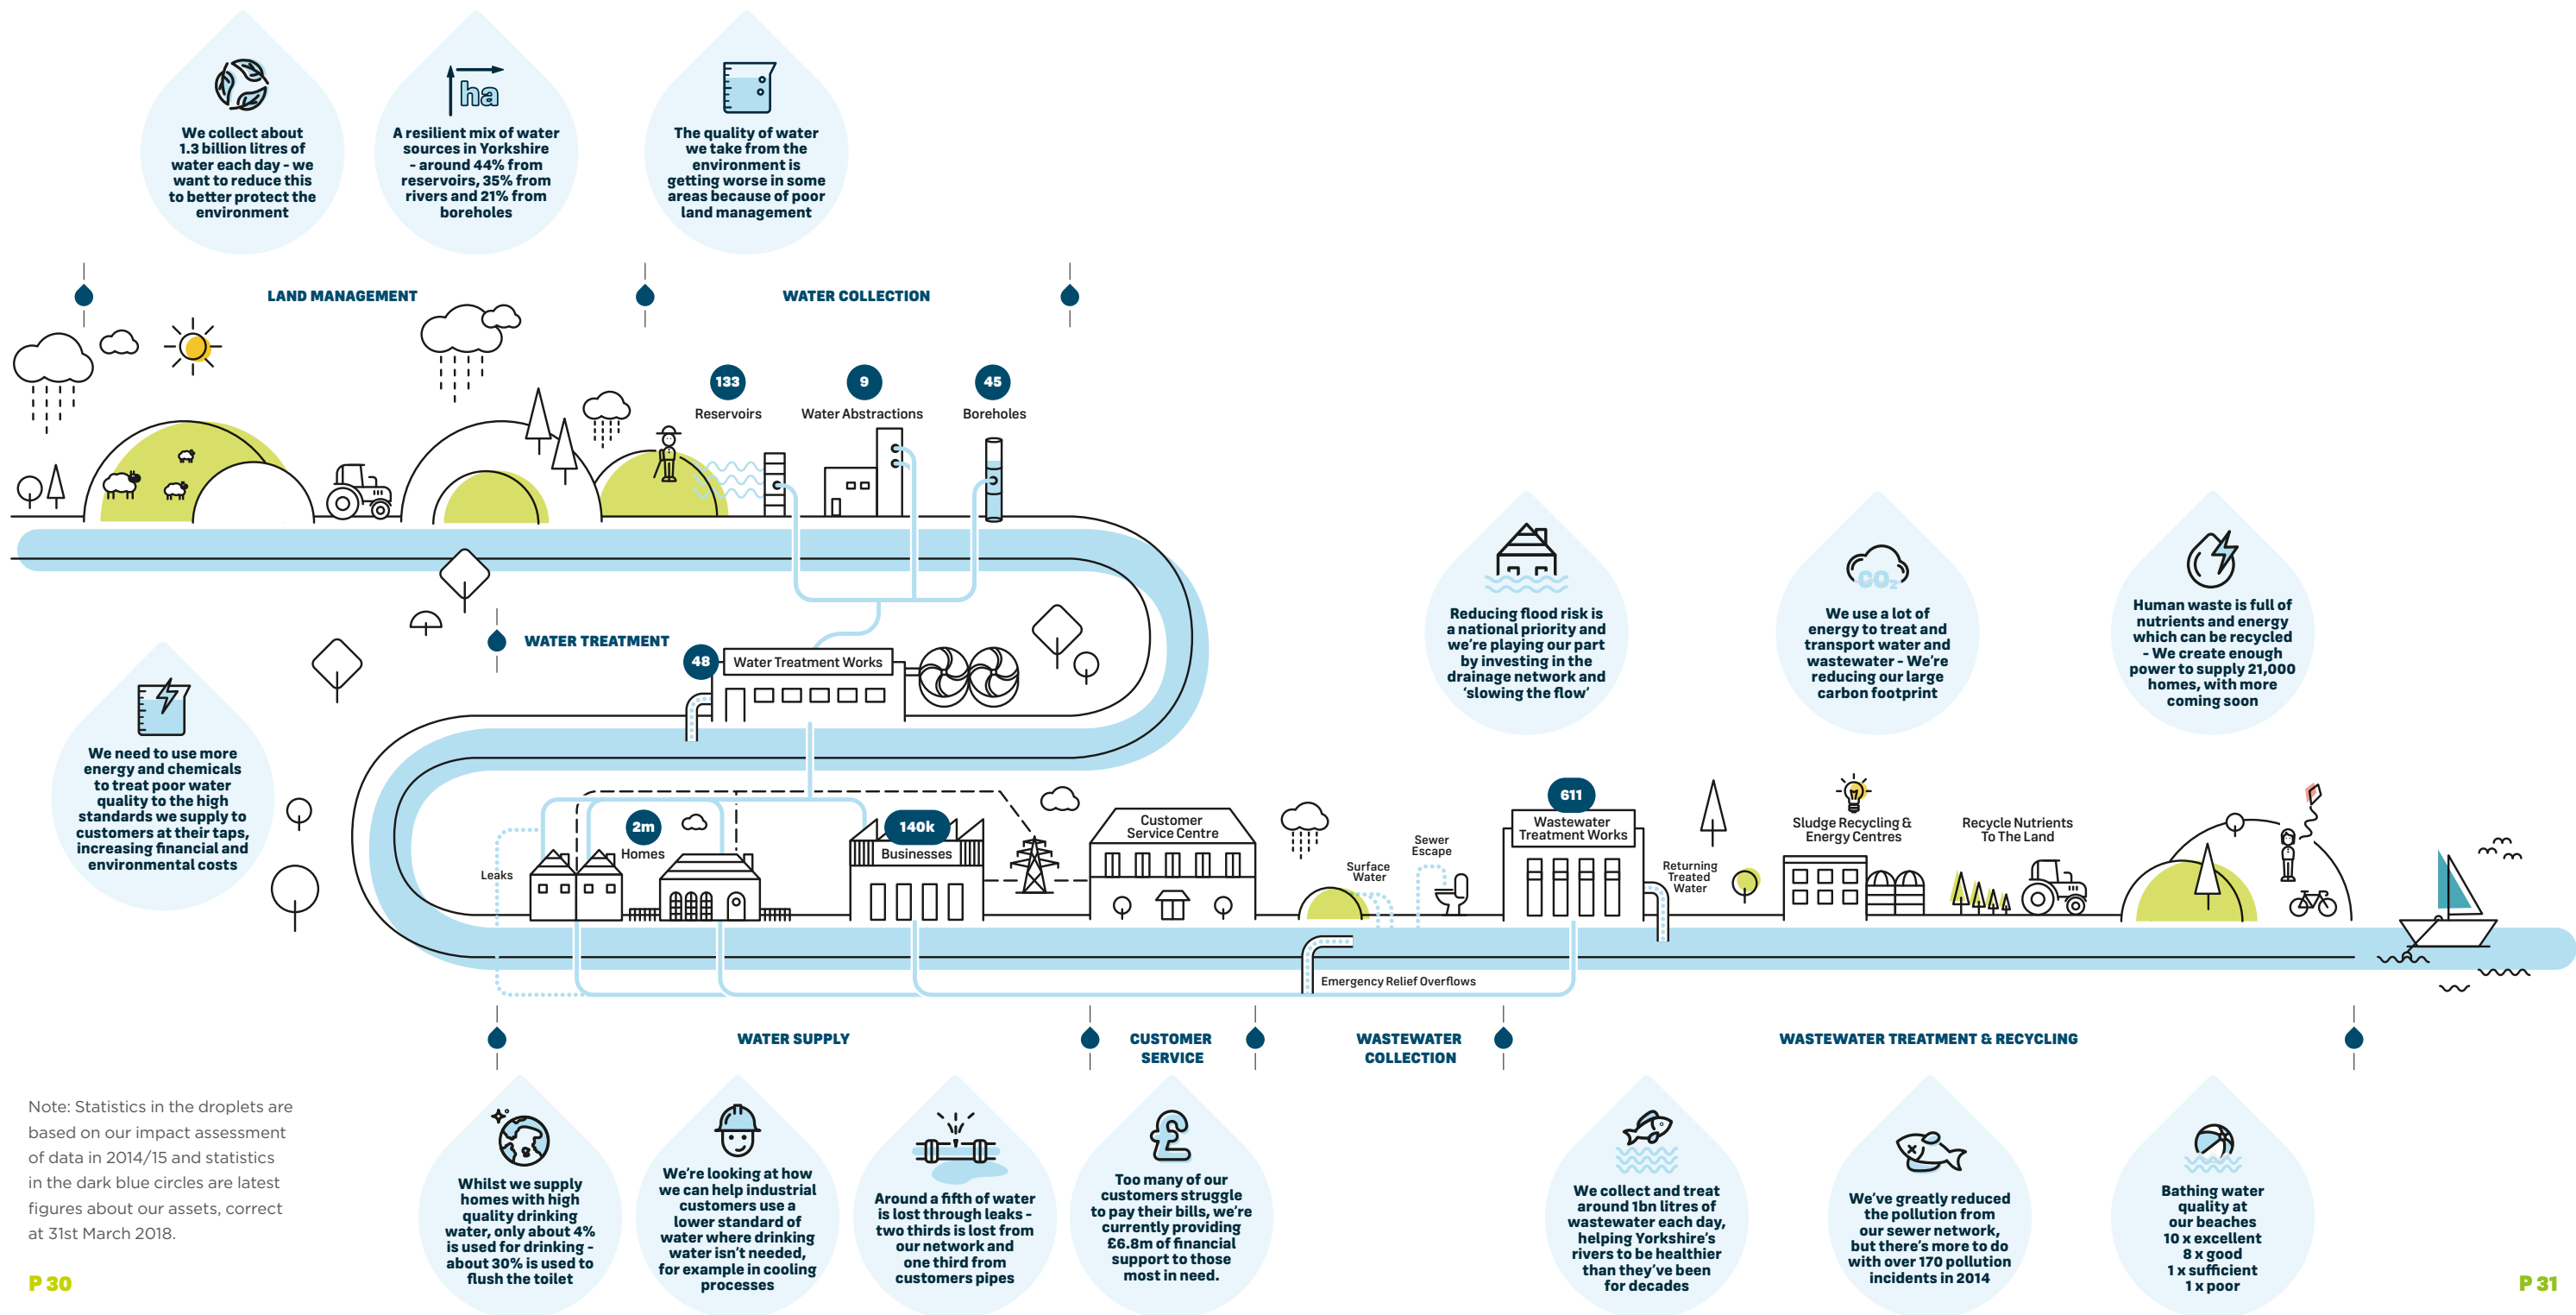 We collect about
1.3 billion litres of
water each day - we
want to reduce this
to better protect the
environment
ha
A resilient mix of water
sources in Yorkshire
- around 44% from
reservoirs, 35% from
rivers and 21% from
boreholes
The quality of water
we take from the
environment is
getting worse in some
areas because of poor
land management
LAND MANAGEMENT
WATER COLLECTION
133
Reservoirs
9
Water Abstractions
45
Boreholes
WATER TREATMENT
48
Water Treatment Works
We need to use more
energy and chemicals
to treat poor water
quality to the high
standards we supply to
customers at their taps,
increasing financial and
environmental costs
Reducing flood risk is
a national priority and
we're playing our part
by investing in the
drainage network and
‘slowing the flow’
CO2
We use a lot of
energy to treat and
transport water and
wastewater - We're
reducing our large
carbon footprint
Human waste is full of
nutrients and energy
which can be recycled
- We create enough
power to supply 21,000
homes, with more
coming soon
Leaks
2m
Homes
140k
Businesses
Customer
Service Centre
Surface
Water
Sewer
Escape
611
Wastewater
Treatment Works
Returning
Treated
Water
Sludge Recycling &
Energy Centres
Recycle Nutrients
To The Land
Emergency Relief Overflows
WATER SUPPLY
CUSTOMER
SERVICE
WASTEWATER
COLLECTION
WASTEWATER TREATMENT & RECYCLING
Note: Statistics in the droplets are
based on our impact assessment
of data in 2014/15 and statistics
in the dark blue circles are latest
figures about our assets, correct
at 31st March 2018.
Whilst we supply
homes with high
quality drinking
water, only about 4%
is used for drinking -
about 30% is used to
flush the toilet
We're looking at how
we can help industrial
customers use a
lower standard of
water where drinking
water isn't needed,
for example in cooling
processes
Around a fifth of water
is lost through leaks -
two thirds is lost from
our network and
one third from
customers pipes
£
Too many of our
customers struggle
to pay their bills, we're
currently providing
£6.8m of financial
support to those
most in need.
We collect and treat
around 1bn litres of
wastewater each day,
helping Yorkshire's
rivers to be healthier
than they've been
for decades
We've greatly reduced
the pollution from
our sewer network,
but there's more to do
with over 170 pollution
incidents in 2014
Bathing water
quality at
our beaches
10 x excellent
8 x good
1 x sufficient
1 x poor
P 30
P 31